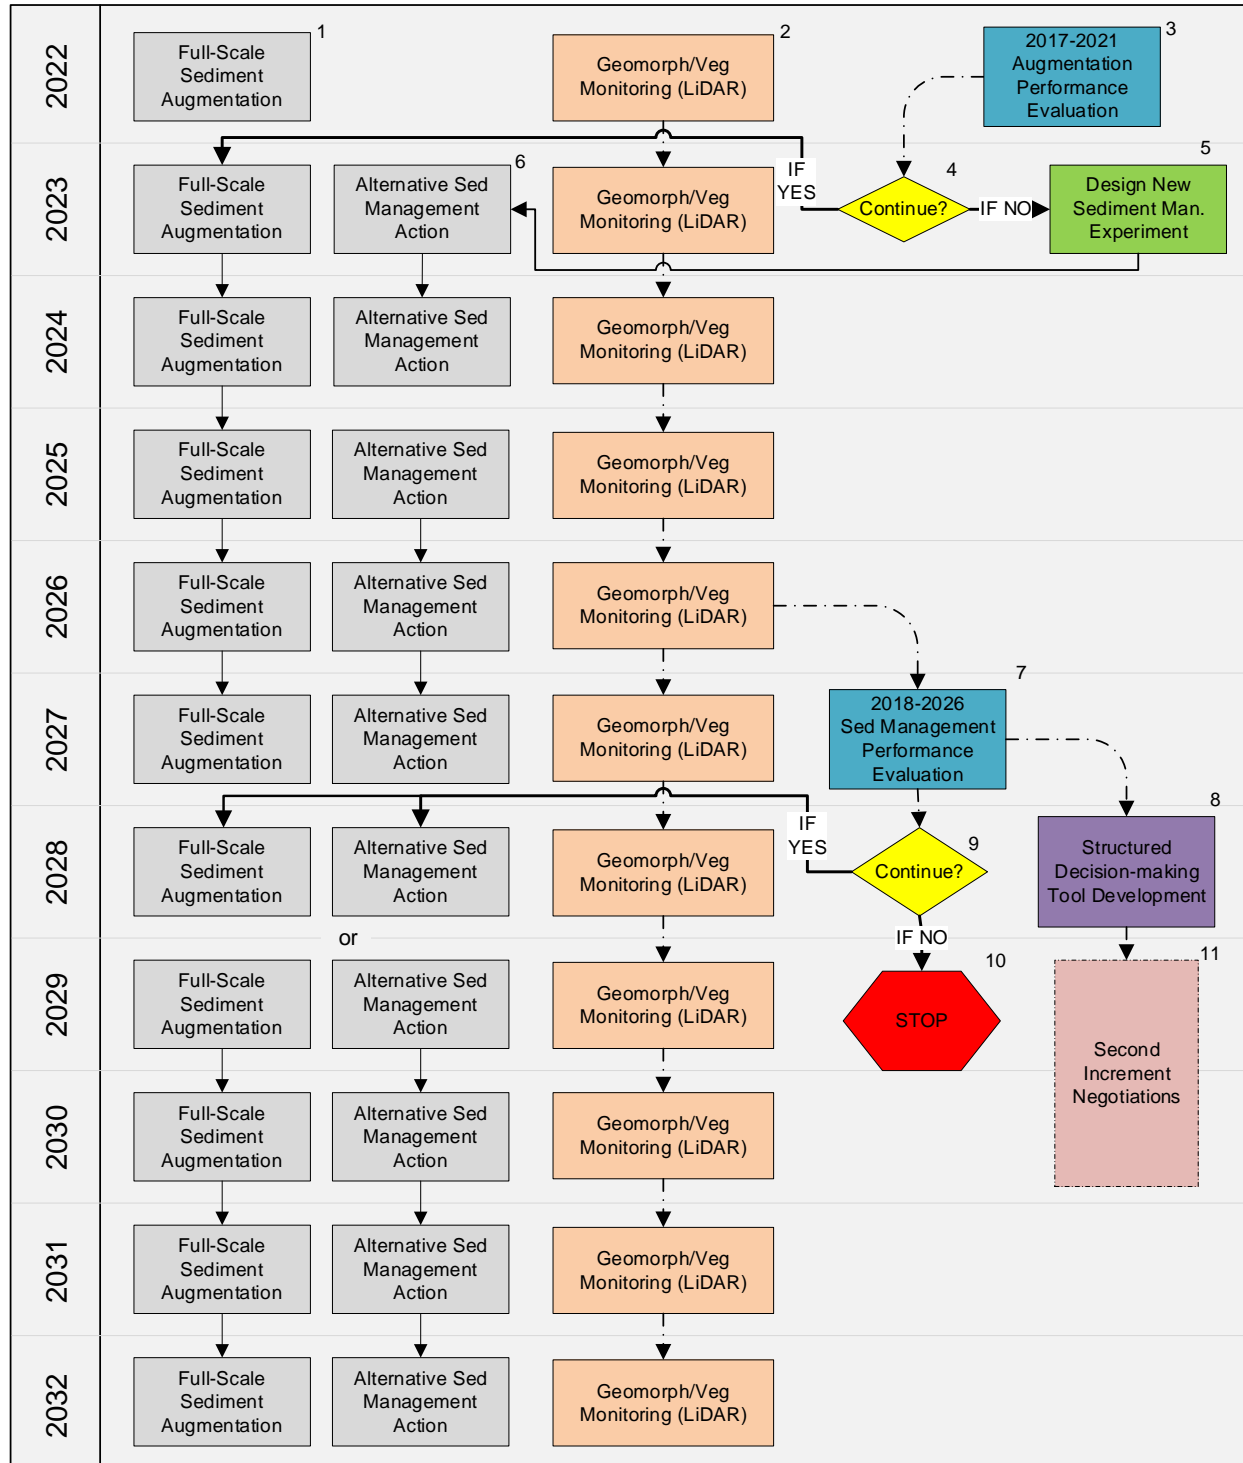 2022
1
Full-Scale
Sediment
Augmentation
2
Geomorph/Veg
Monitoring (LiDAR)
3
2017-2021
Augmentation
Performance
Evaluation
2023
Full-Scale
Sediment
Augmentation
6
Alternative Sed
Management
Action
Geomorph/Veg
Monitoring (LiDAR)
IF
YES
4
Continue?
IF NO
5
Design New
Sediment Man.
Experiment
2024
Full-Scale
Sediment
Augmentation
Alternative Sed
Management
Action
Geomorph/Veg
Monitoring (LiDAR)
2025
Full-Scale
Sediment
Augmentation
Alternative Sed
Management
Action
Geomorph/Veg
Monitoring (LiDAR)
2026
Full-Scale
Sediment
Augmentation
Alternative Sed
Management
Action
Geomorph/Veg
Monitoring (LiDAR)
2027
Full-Scale
Sediment
Augmentation
Alternative Sed
Management
Action
Geomorph/Veg
Monitoring (LiDAR)
7
2018-2026
Sed Management
Performance
Evaluation
2028
Full-Scale
Sediment
Augmentation
Alternative Sed
Management
Action
Geomorph/Veg
Monitoring (LiDAR)
IF
YES
9
Continue?
IF NO
8
Structured
Decision-making
Tool Development
or
2029
Full-Scale
Sediment
Augmentation
Alternative Sed
Management
Action
Geomorph/Veg
Monitoring (LiDAR)
10
STOP
11
Second
Increment
Negotiations
2030
Full-Scale
Sediment
Augmentation
Alternative Sed
Management
Action
Geomorph/Veg
Monitoring (LiDAR)
2031
Full-Scale
Sediment
Augmentation
Alternative Sed
Management
Action
Geomorph/Veg
Monitoring (LiDAR)
2032
Full-Scale
Sediment
Augmentation
Alternative Sed
Management
Action
Geomorph/Veg
Monitoring (LiDAR)